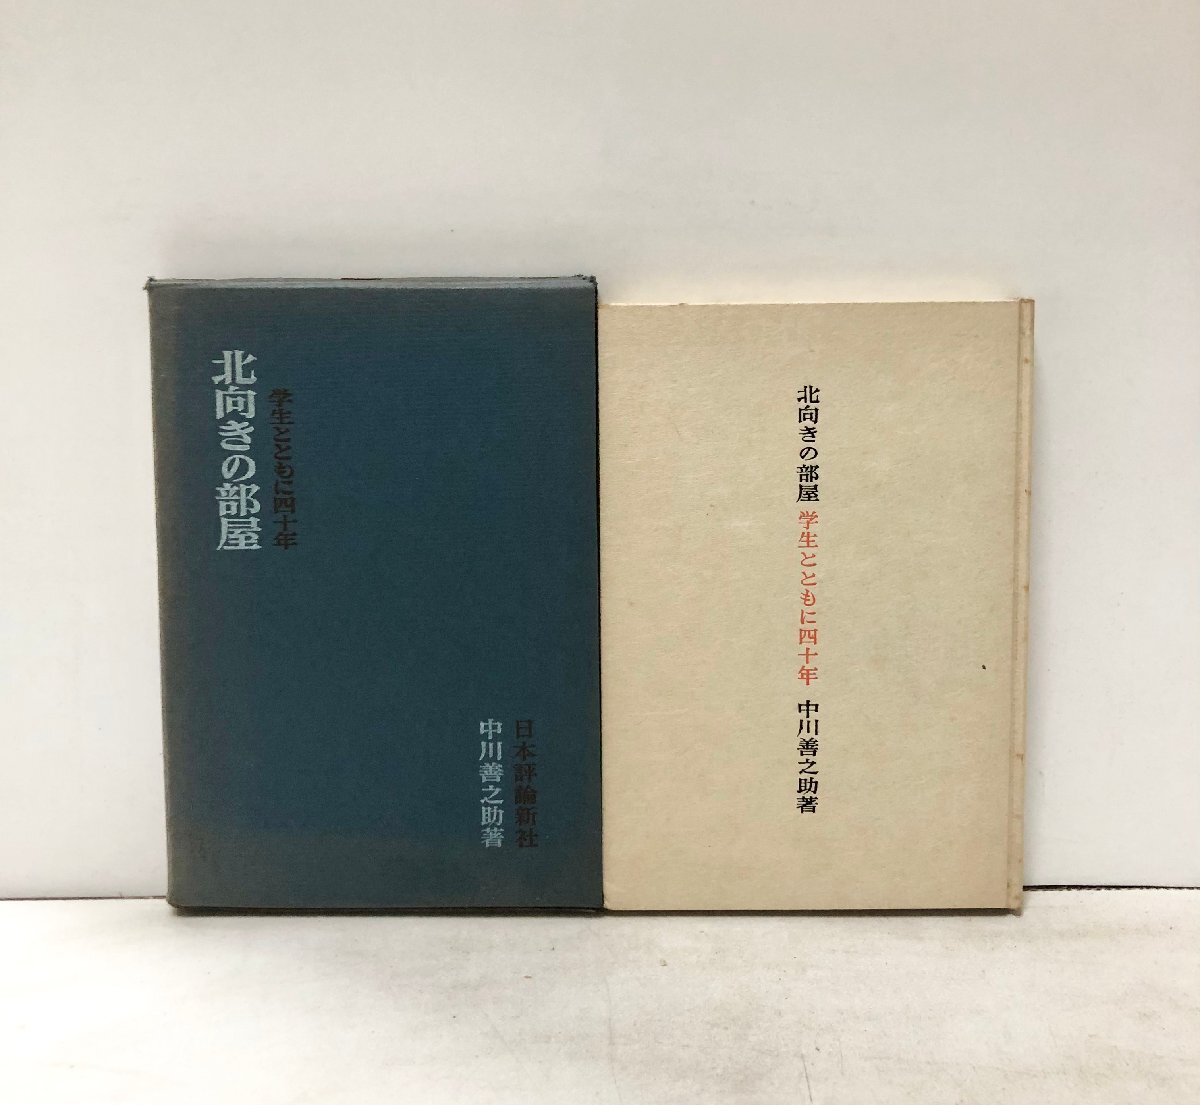 学生とともに四十年
北向きの部屋
日本評論新社
中川善之助著
北向きの部屋 学生とともに四十年 中川善之助著